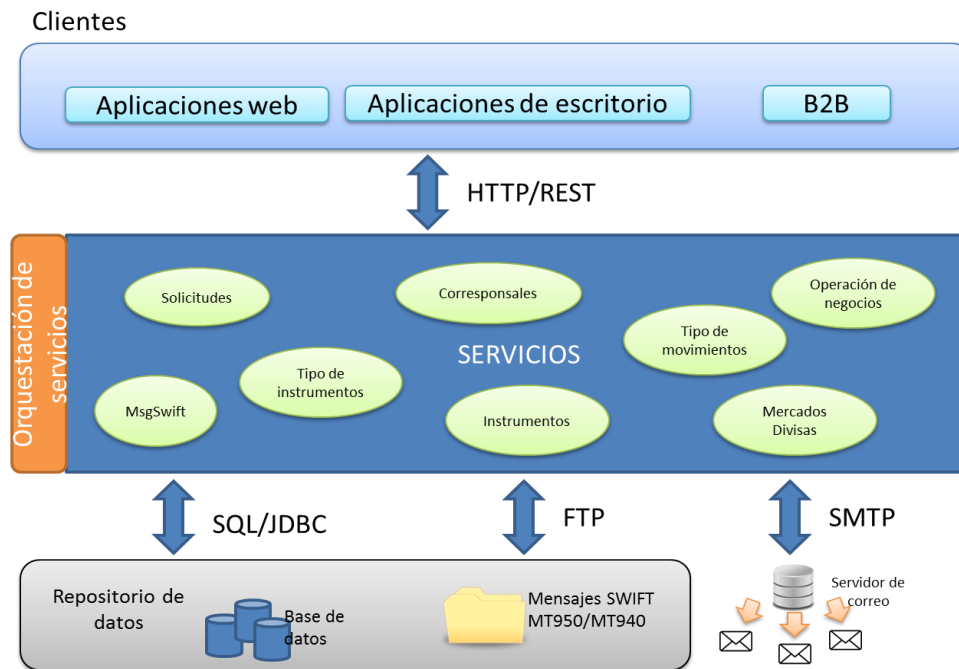 Clientes
Aplicaciones web
Aplicaciones de escritorio
B2B
HTTP/REST
Orquestación de
servicios
Solicitudes
Corresponsales
Operación de
negocios
Tipo de
movimientos
SERVICIOS
Tipo de
instrumentos
MsgSwift
Instrumentos
Mercados
Divisas
SQL/JDBC
FTP
SMTP
Repositorio de
datos
Base de
datos
Mensajes SWIFT
MT950/MT940
Servidor de
correo